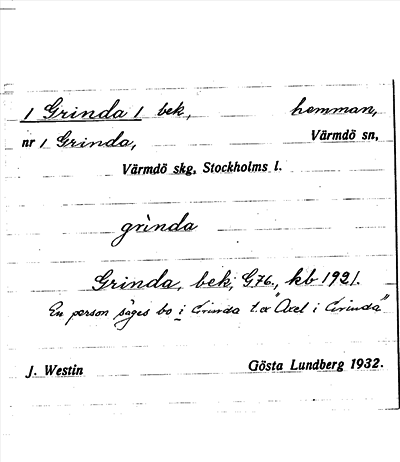 1 Grinda 1 bek, hemman,
nr 1 Grinda, Värmdö sn,
Värmdö skg, Stockholms l.
grìnda
Grinda, bek, G76., kb 1921.
En person säges bo i Grinda t.ex "Axel i Grinda"
J. Westin Gösta Lundberg 1932.